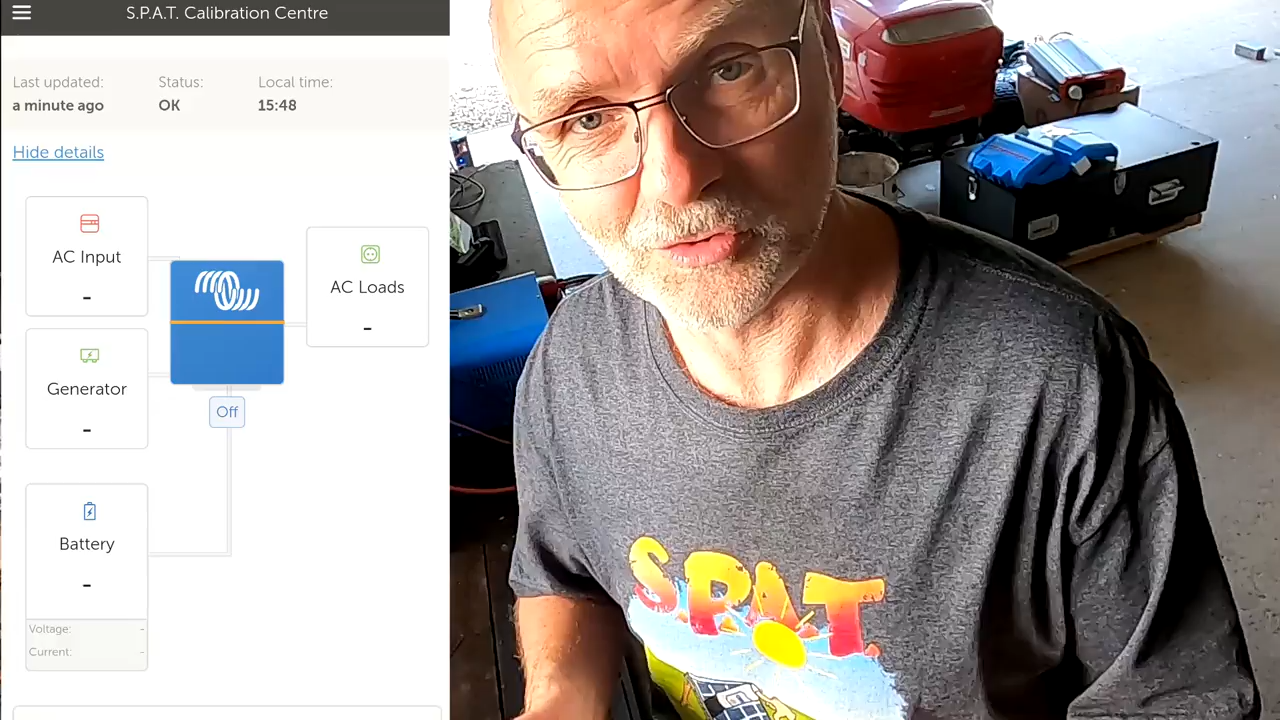 S.P.A.T. Calibration Centre
Last updated:
Status:
Local time:
a minute ago
OK
15:48
Hide details
AC Input
-
Generator
-
AC Loads
-
Off
Battery
-
Voltage: -
Current: -
S.P.A.T.